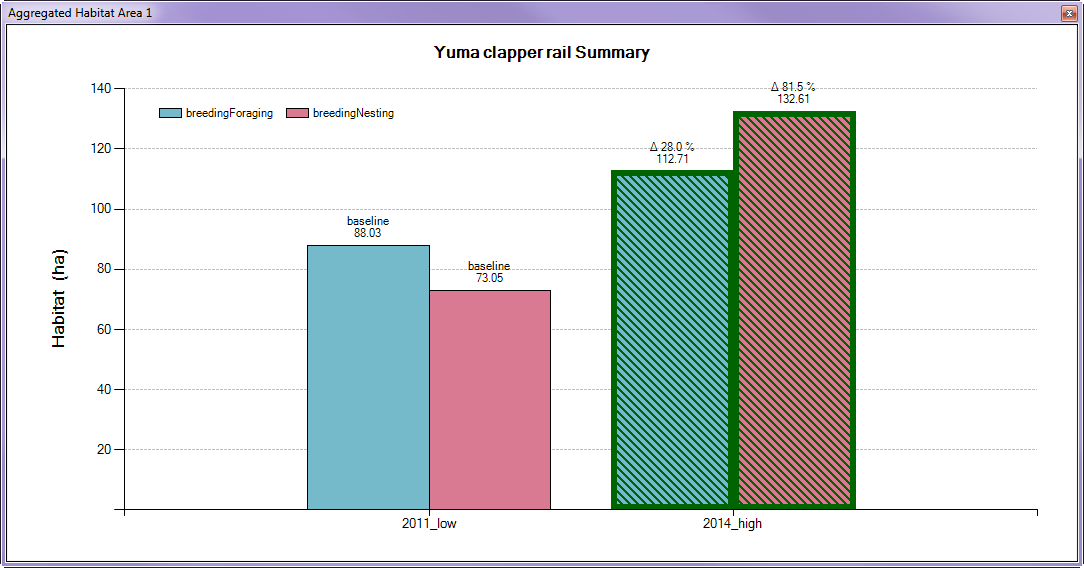 Aggregated Habitat Area 1
Yuma clapper rail Summary
breedingForaging
breedingNesting
Habitat (ha)
140
120
100
80
60
40
20
baseline
88.03
baseline
73.05
Δ 28.0 %
112.71
Δ 81.5 %
132.61
2011_low
2014_high